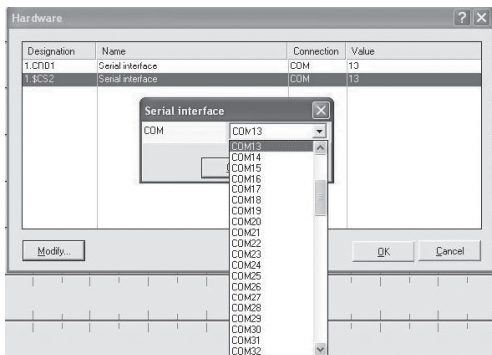 Hardware
Designation Name Connection Value
Serial interface COM 13
1.$CS2 Serial interface COM 13
Serial interface
COM COM13
COM13
COM14
COM15
COM16
COM17
COM18
COM19
COM20
COM21
COM22
COM23
COM24
COM25
COM26
COM27
COM28
COM29
COM30
COM31
COM32
Modify... OK Cancel